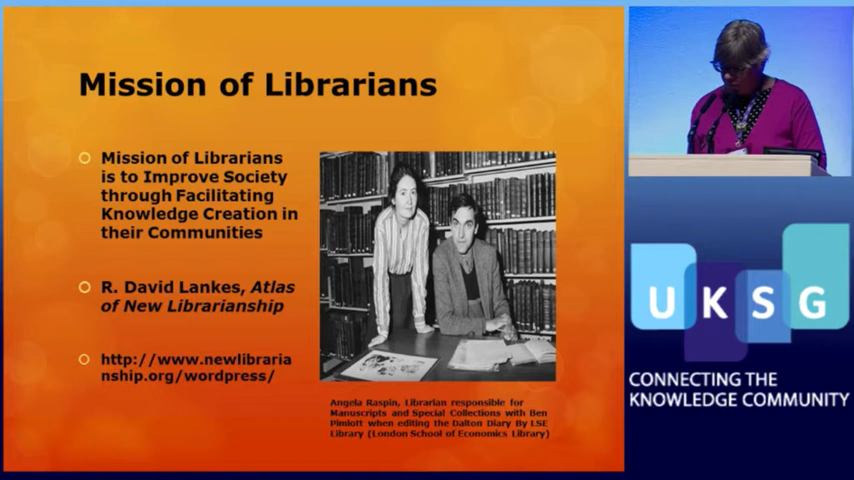 Mission of Librarians
Mission of Librarians
is to Improve Society
through Facilitating
Knowledge Creation in
their Communities
R. David Lankes, Atlas
of New Librarianship
http://www.newlibraria
nship.org/wordpress/
Angela Raspin, Librarian responsible for
Manuscripts and Special Collections with Ben
Pimlott when editing the Dalton Diary By LSE
Library (London School of Economics Library)
UKSG
CONNECTING THE
KNOWLEDGE COMMUNITY